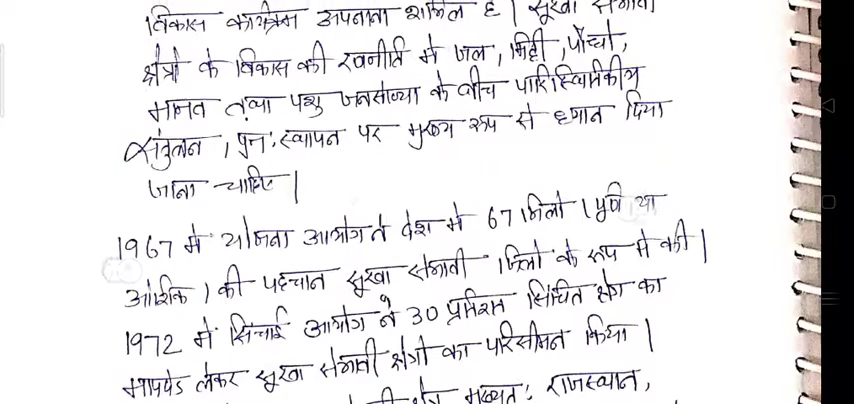 विकास कार्यक्रम अपनाना शामिल है | सूखा संभावी
क्षेत्रों के विकास की रणनीति में जल, मिट्टी, पौधों,
मानव तथा पशु जनसंख्या के बीच पारिस्थितिकीय
संतुलन, पुनःस्थापन पर मुख्य रूप से ध्यान दिया
जाना चाहिए |
1967 में योजना आयोग ने देश में 67 जिलों (पूर्ण या
आंशिक) की पहचान सूखा संभावी जिलों के रूप में की |
1972 में सिंचाई आयोग ने 30 प्रतिशत सिंचित क्षेत्र का
मापदंड लेकर सूखा संभावी क्षेत्रों का परिसीमन किया |
मुख्यतः राजस्थान,